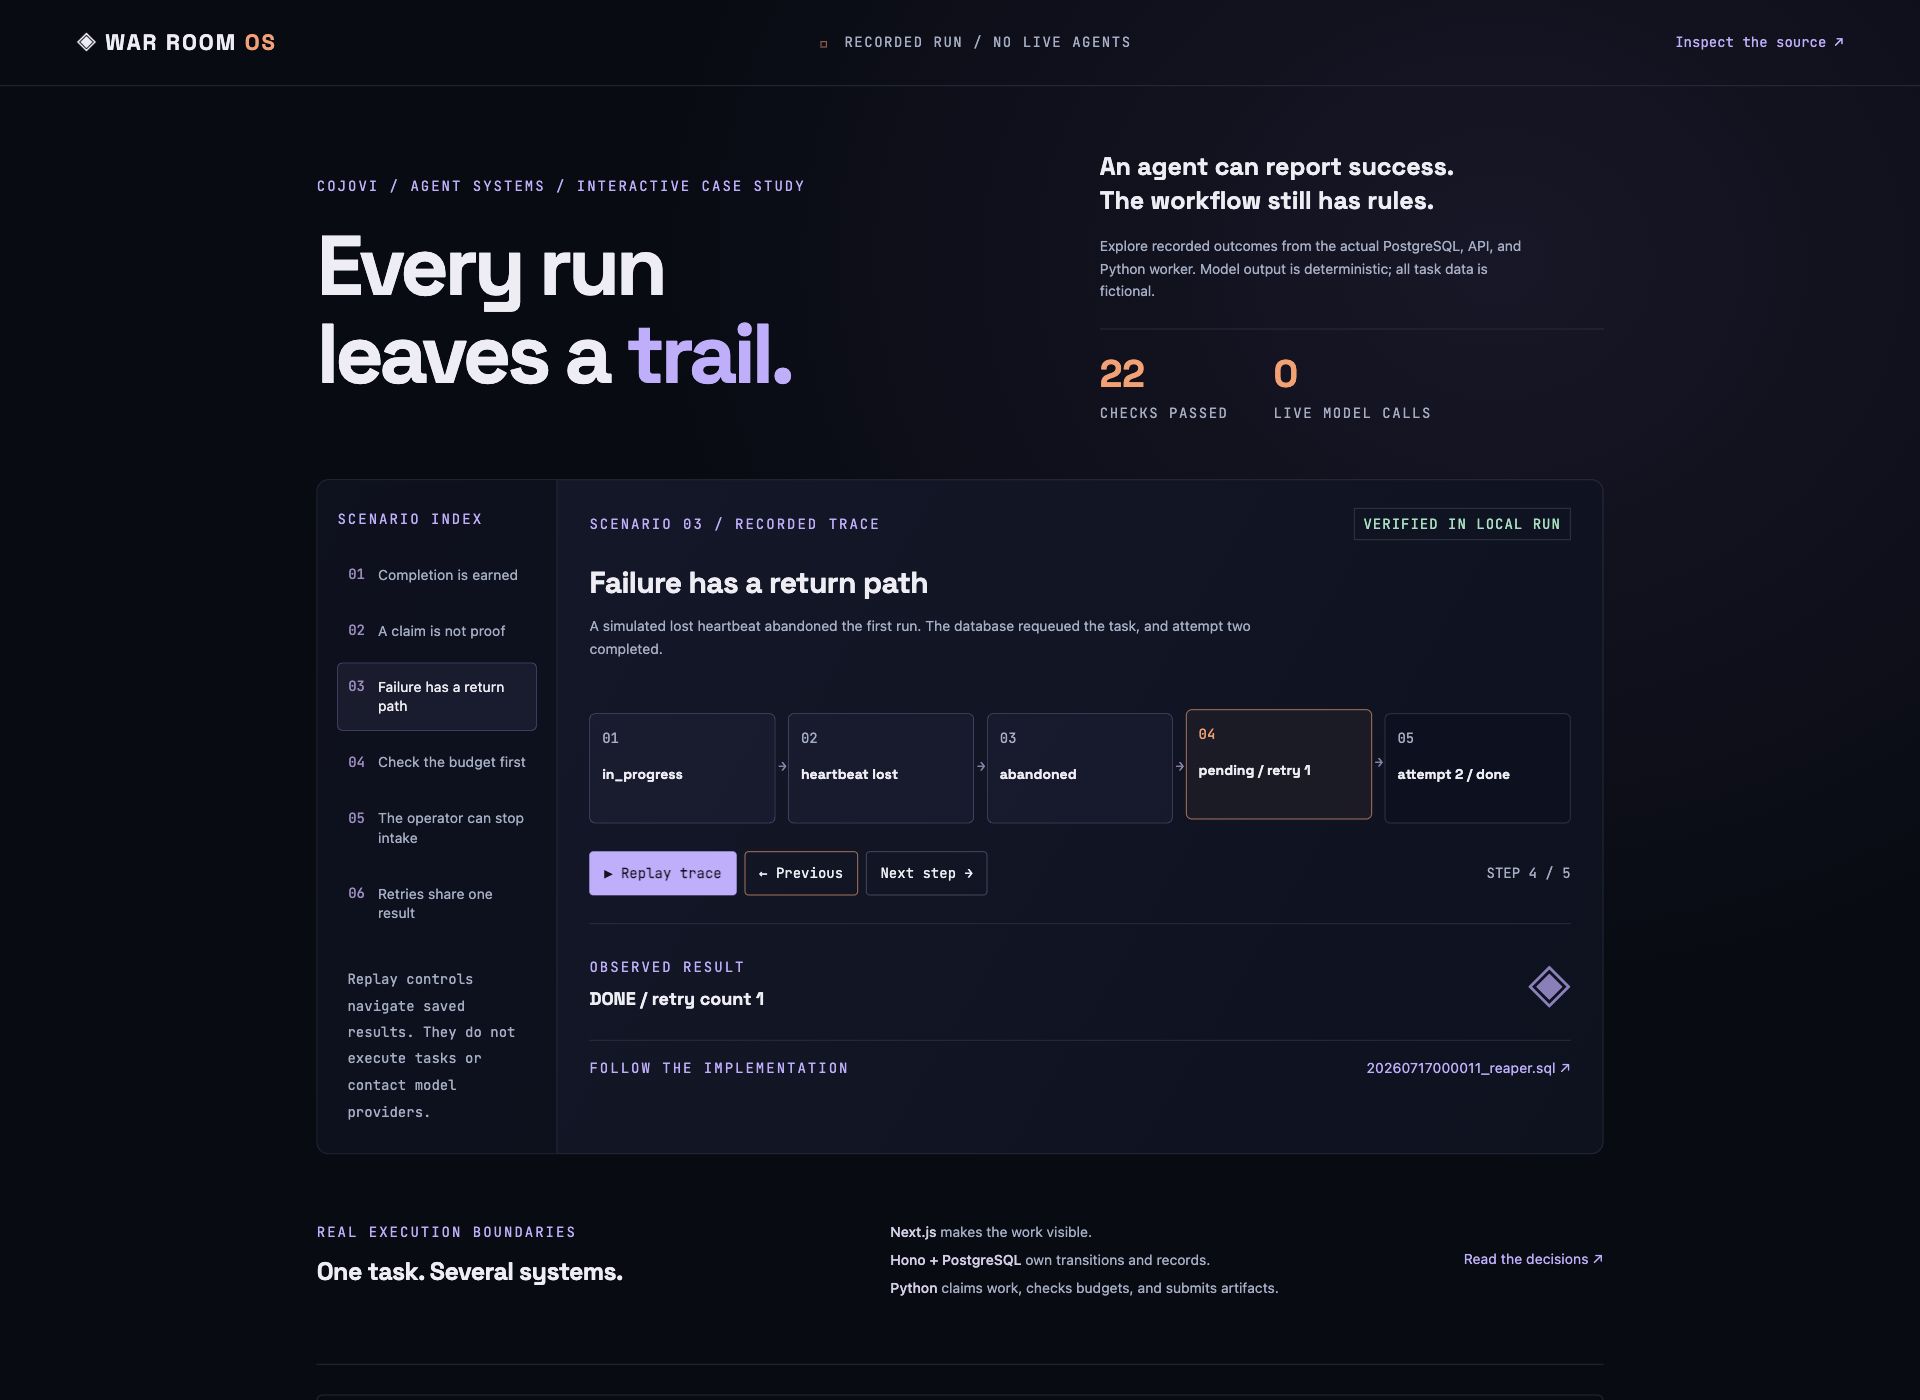 WAR ROOM OS
RECORDED RUN / NO LIVE AGENTS
Inspect the source ↗
COJOVI / AGENT SYSTEMS / INTERACTIVE CASE STUDY
Every run
leaves a trail.
An agent can report success.
The workflow still has rules.
Explore recorded outcomes from the actual PostgreSQL, API, and
Python worker. Model output is deterministic; all task data is
fictional.
22
CHECKS PASSED
0
LIVE MODEL CALLS
SCENARIO INDEX
01 Completion is earned
02 A claim is not proof
03 Failure has a return
path
04 Check the budget first
05 The operator can stop
intake
06 Retries share one
result
Replay controls
navigate saved
results. They do not
execute tasks or
contact model
providers.
SCENARIO 03 / RECORDED TRACE
VERIFIED IN LOCAL RUN
Failure has a return path
A simulated lost heartbeat abandoned the first run. The database requeued the task, and attempt two
completed.
01
in_progress
→
02
heartbeat lost
→
03
abandoned
→
04
pending / retry 1
→
05
attempt 2 / done
▶ Replay trace
← Previous
Next step →
STEP 4 / 5
OBSERVED RESULT
DONE / retry count 1
FOLLOW THE IMPLEMENTATION
20260717000011_reaper.sql ↗
REAL EXECUTION BOUNDARIES
One task. Several systems.
Next.js makes the work visible.
Hono + PostgreSQL own transitions and records.
Python claims work, checks budgets, and submits artifacts.
Read the decisions ↗